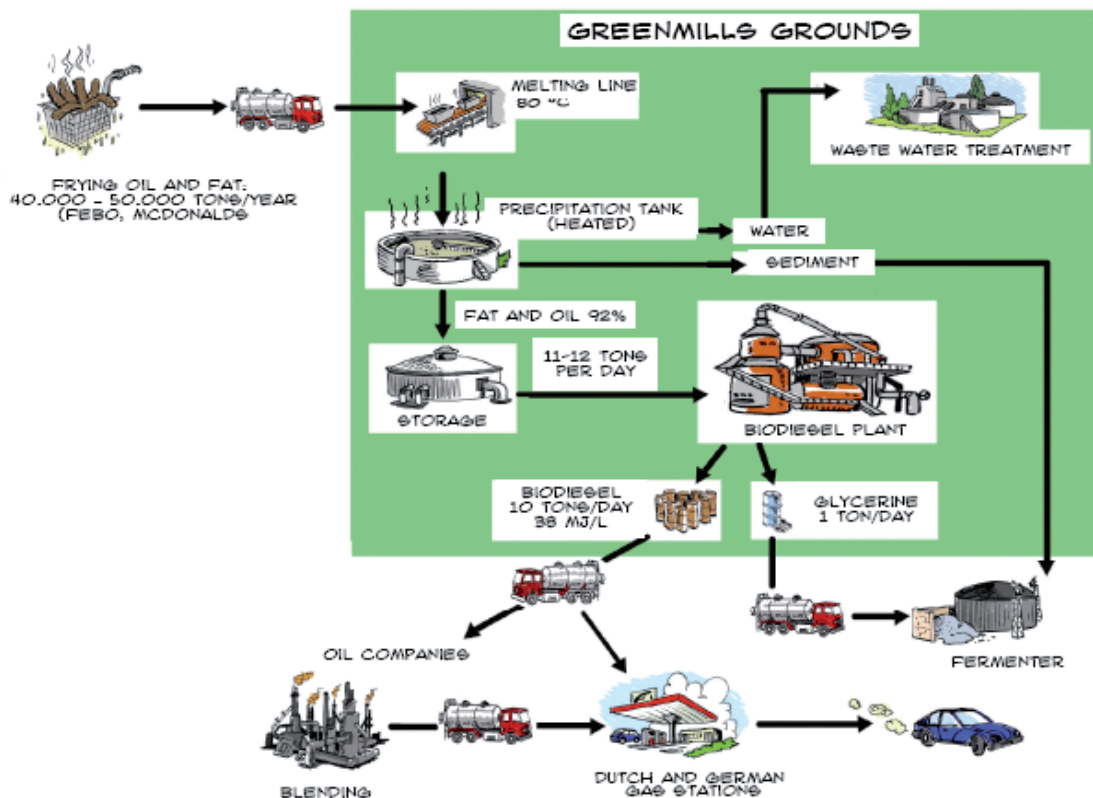 GREENMILLS GROUNDS
MELTING LINE
80 °C
WASTE WATER TREATMENT
FRYING OIL AND FAT:
40.000 - 50.000 TONS/YEAR
(FEBO, MCDONALDS
PRECIPITATION TANK
(HEATED)
WATER
SEDIMENT
FAT AND OIL 92%
11-12 TONS
PER DAY
STORAGE
BIODIESEL PLANT
BIODIESEL
10 TONS/DAY
38 MJ/L
GLYCERINE
1 TON/DAY
OIL COMPANIES
FERMENTER
BLENDING
DUTCH AND GERMAN
GAS STATIONS